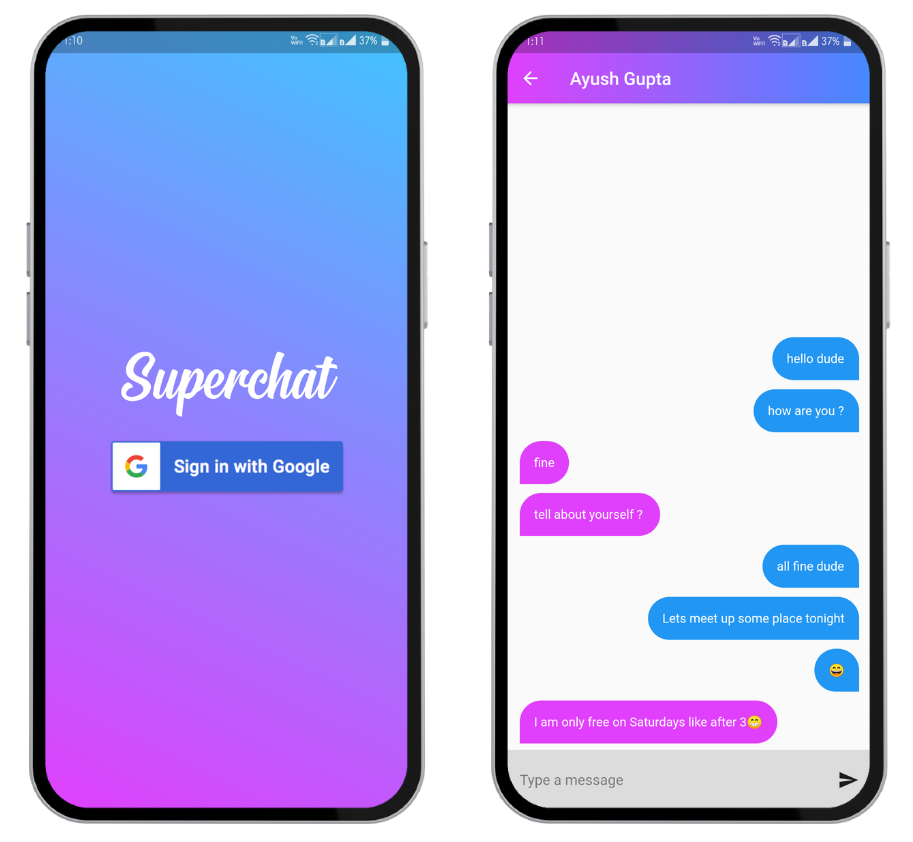 1:10
Vo
WiFi
37%
Superchat
G
Sign in with Google
1:11
Vo
WiFi
37%
Ayush Gupta
hello dude
how are you ?
fine
tell about yourself ?
all fine dude
Lets meet up some place tonight
😄
I am only free on Saturdays like after 3😁
Type a message